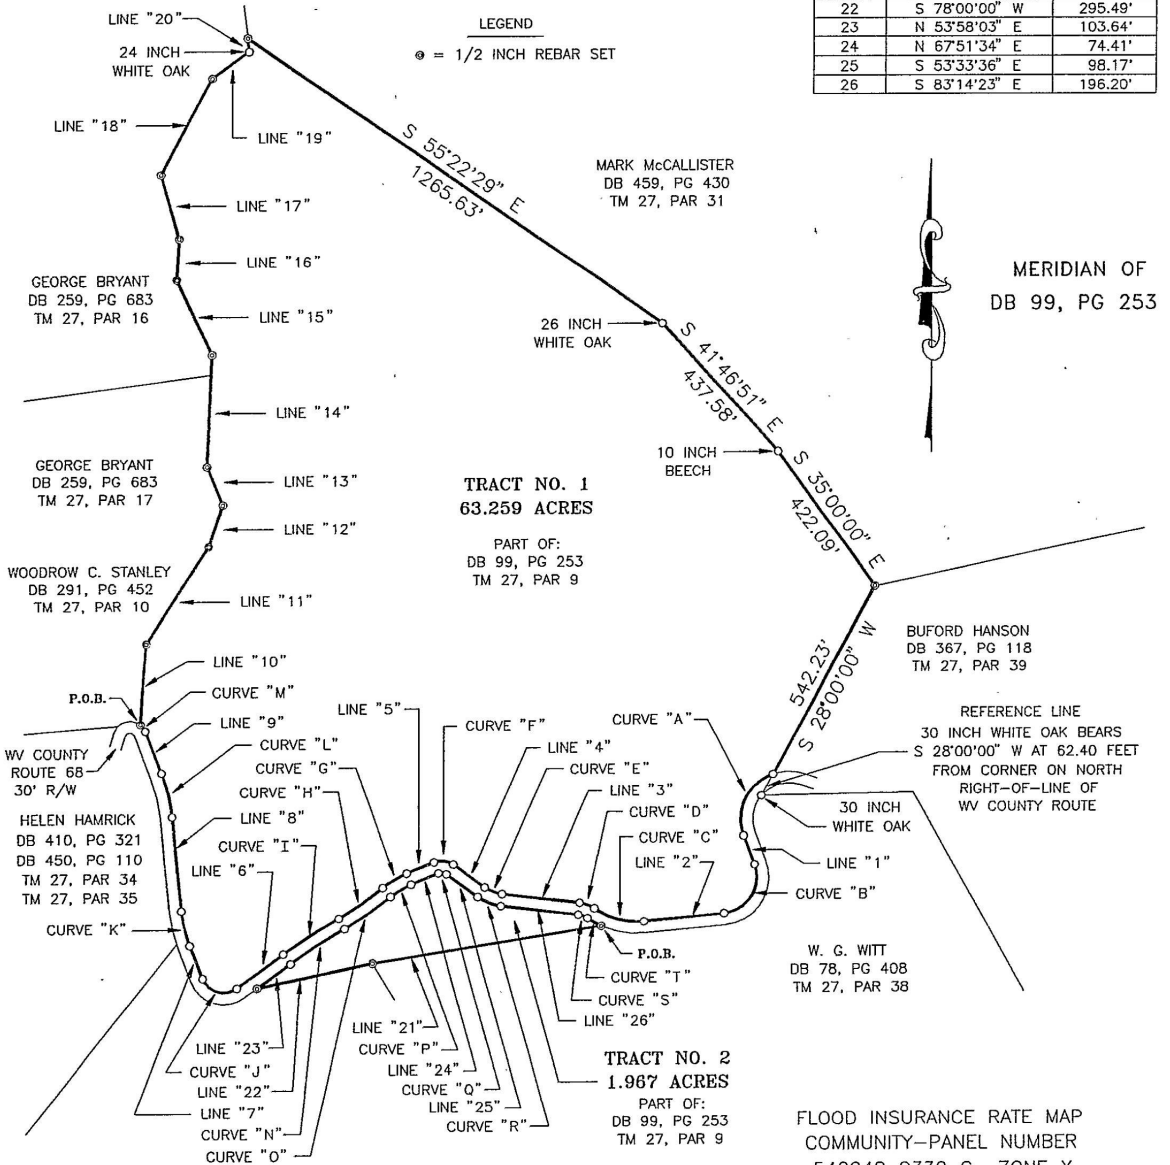 LINE "20"
24 INCH
WHITE OAK
LEGEND
= 1/2 INCH REBAR SET
22 S 78°00'00" W 295.49'
23 N 53°58'03" E 103.64'
24 N 67°51'34" E 74.41'
25 S 53°33'36" E 98.17'
26 S 83°14'23" E 196.20'
LINE "18"
LINE "19"
S 55°22'29" E
1265.63'
MARK McCALLISTER
DB 459, PG 430
TM 27, PAR 31
LINE "17"
LINE "16"
GEORGE BRYANT
DB 259, PG 683
TM 27, PAR 16
LINE "15"
MERIDIAN OF
DB 99, PG 253
26 INCH
WHITE OAK
S 41°46'51" E
437.58'
LINE "14"
10 INCH
BEECH
S 35°00'00" E
422.09'
GEORGE BRYANT
DB 259, PG 683
TM 27, PAR 17
LINE "13"
LINE "12"
TRACT NO. 1
63.259 ACRES
PART OF:
DB 99, PG 253
TM 27, PAR 9
WOODROW C. STANLEY
DB 291, PG 452
TM 27, PAR 10
LINE "11"
BUFORD HANSON
DB 367, PG 118
TM 27, PAR 39
542.23'
S 28°00'00" W
LINE "10"
P.O.B.
CURVE "M"
LINE "9"
LINE "5"
CURVE "F"
CURVE "A"
REFERENCE LINE
30 INCH WHITE OAK BEARS
S 28°00'00" W AT 62.40 FEET
FROM CORNER ON NORTH
RIGHT-OF-LINE OF
WV COUNTY ROUTE
WV COUNTY
ROUTE 68
30' R/W
CURVE "L"
CURVE "G"
LINE "4"
CURVE "E"
CURVE "H"
LINE "3"
CURVE "D"
30 INCH
WHITE OAK
HELEN HAMRICK
DB 410, PG 321
DB 450, PG 110
TM 27, PAR 34
TM 27, PAR 35
LINE "8"
CURVE "I"
CURVE "C"
LINE "6"
LINE "2"
LINE "1"
CURVE "B"
CURVE "K"
P.O.B.
W. G. WITT
DB 78, PG 408
TM 27, PAR 38
CURVE "T"
CURVE "S"
LINE "26"
LINE "21"
LINE "23"
CURVE "P"
CURVE "J"
LINE "24"
LINE "22"
CURVE "Q"
LINE "7"
LINE "25"
CURVE "N"
CURVE "R"
CURVE "O"
TRACT NO. 2
1.967 ACRES
PART OF:
DB 99, PG 253
TM 27, PAR 9
FLOOD INSURANCE RATE MAP
COMMUNITY-PANEL NUMBER